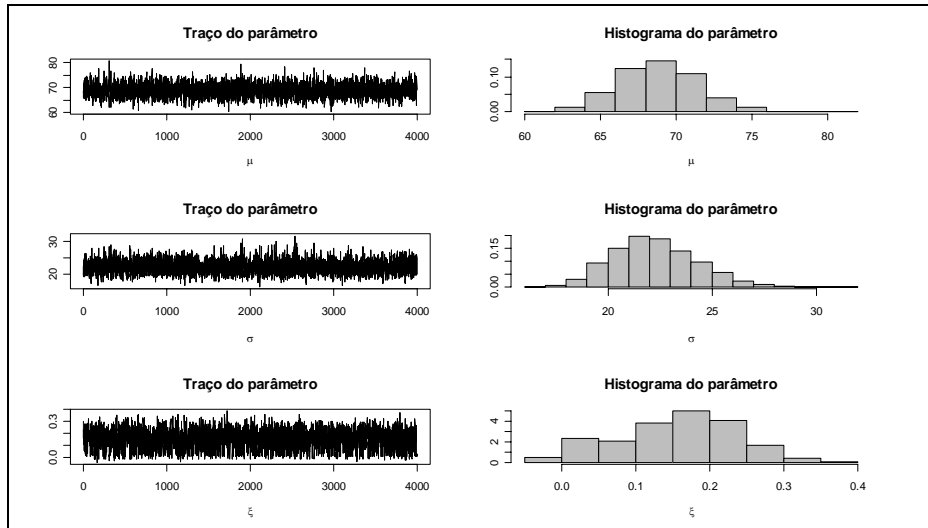 Traço do parâmetro
60 70 80
0 1000 2000 3000 4000
μ
Histograma do parâmetro
0.00 0.10
60 65 70 75 80
μ
Traço do parâmetro
20 30
0 1000 2000 3000 4000
σ
Histograma do parâmetro
0.00 0.15
20 25 30
σ
Traço do parâmetro
0.0 0.3
0 1000 2000 3000 4000
ξ
Histograma do parâmetro
0 2 4
0.0 0.1 0.2 0.3 0.4
ξ